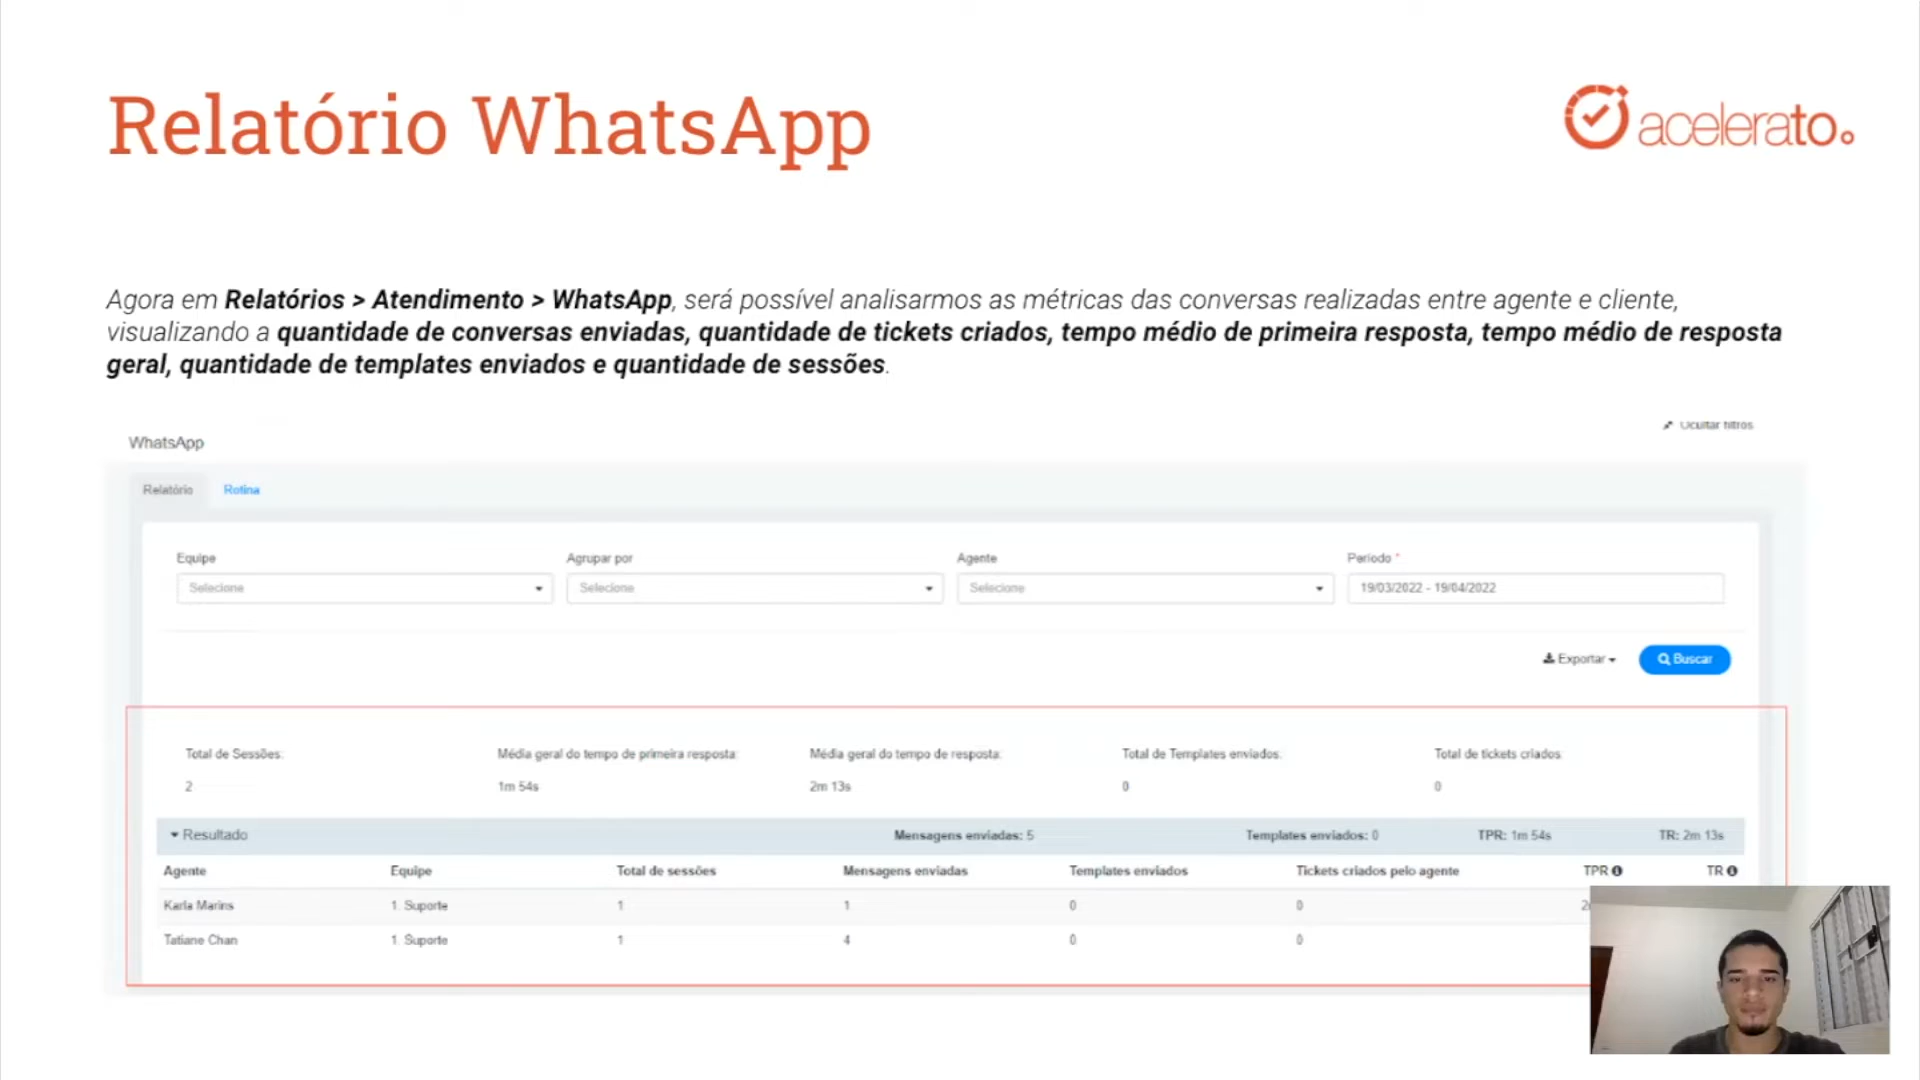 Relatório WhatsApp
acelerato
Agora em Relatórios > Atendimento > WhatsApp, será possível analisarmos as métricas das conversas realizadas entre agente e cliente,
visualizando a quantidade de conversas enviadas, quantidade de tickets criados, tempo médio de primeira resposta, tempo médio de resposta
geral, quantidade de templates enviados e quantidade de sessões.
Ocultar filtros
WhatsApp
Relatório Rotina
Equipe Agrupar por Agente Período *
Selecione Selecione Selecione 19/03/2022 - 19/04/2022
Exportar Buscar
Total de Sessões: Média geral do tempo de primeira resposta: Média geral do tempo de resposta: Total de Templates enviados: Total de tickets criados:
2 1m 54s 2m 13s 0 0
Resultado Mensagens enviadas: 5 Templates enviados: 0 TPR: 1m 54s TR: 2m 13s
Agente Equipe Total de sessões Mensagens enviadas Templates enviados Tickets criados pelo agente TPR TR
Karla Marins 1. Suporte 1 1 0 0
Tatiane Chan 1. Suporte 1 4 0 0